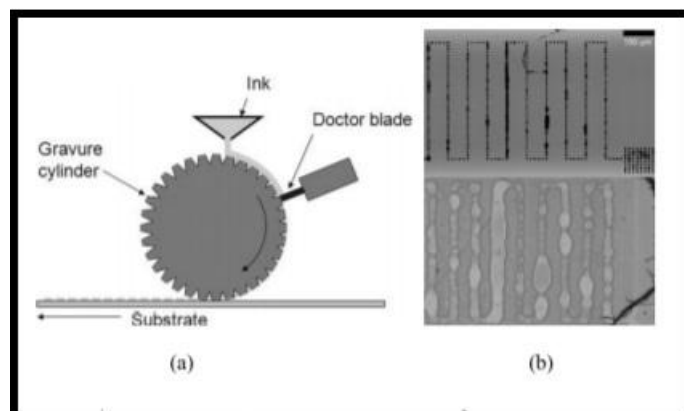 Ink
Doctor blade
Gravure
cylinder
Substrate
(a)
(b)